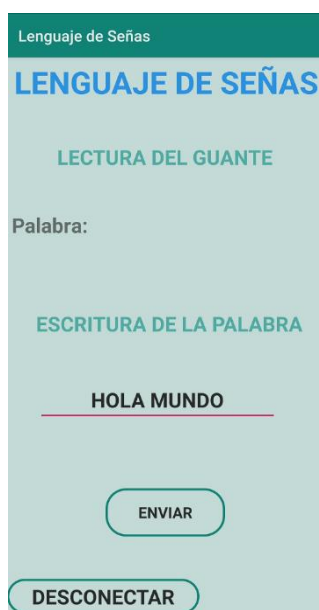 Lenguaje de Señas
LENGUAJE DE SEÑAS
LECTURA DEL GUANTE
Palabra:
ESCRITURA DE LA PALABRA
HOLA MUNDO
ENVIAR
DESCONECTAR